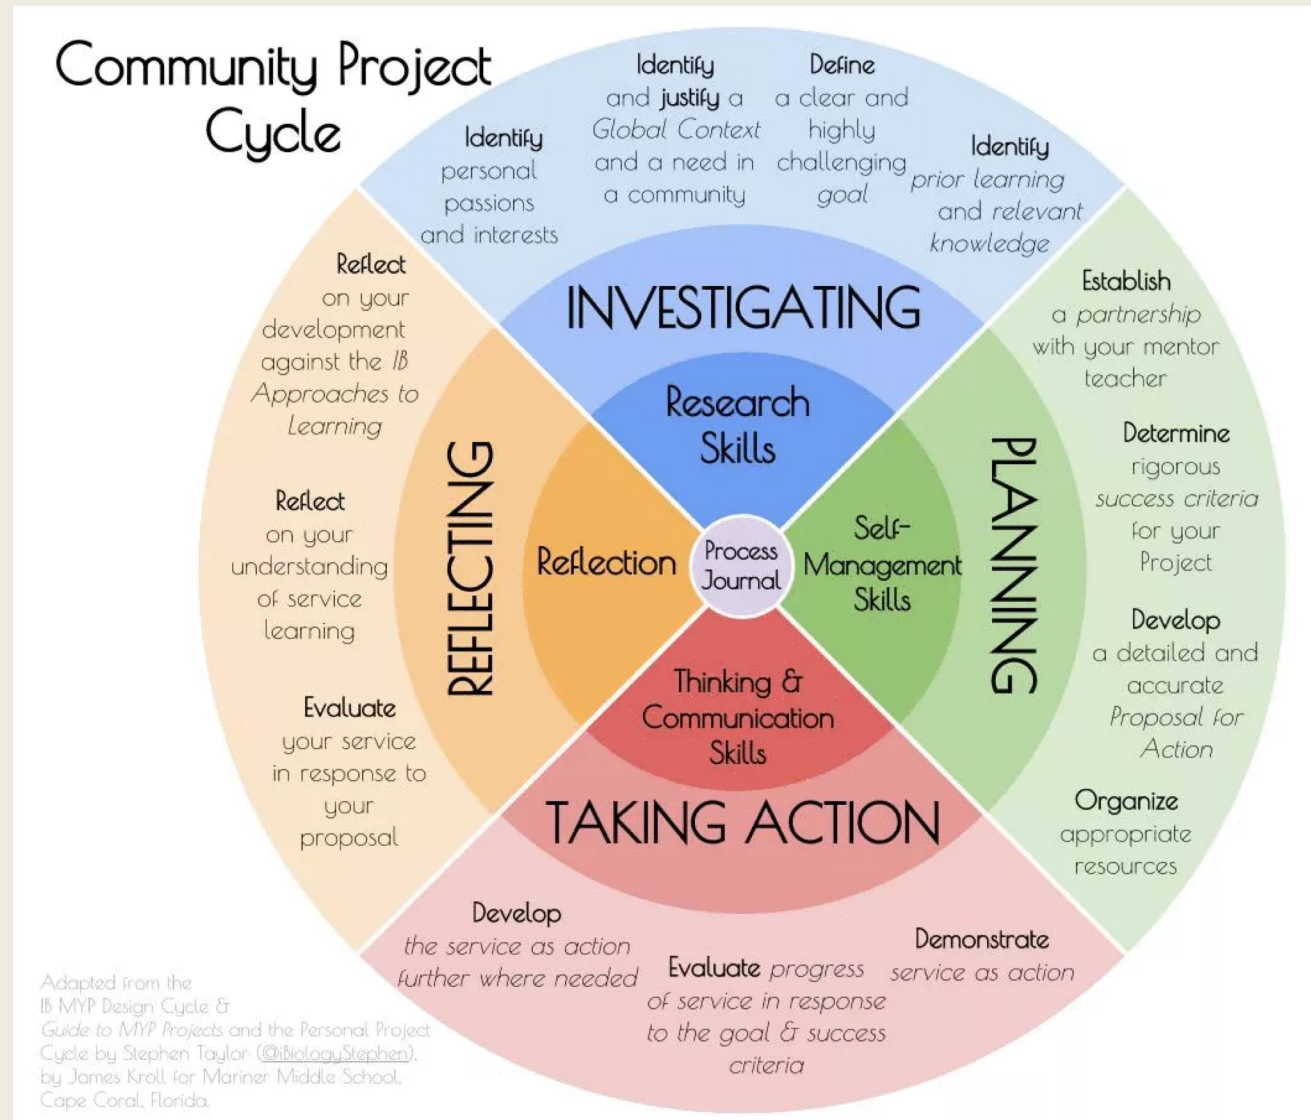 Community Project
Cycle
Identify
personal
passions
and interests
Identify
and justify a
Global Context
and a need in
a community
Define
a clear and
highly
challenging
goal
Identify
prior learning
and relevant
knowledge
INVESTIGATING
Research
Skills
Establish
a partnership
with your mentor
teacher
Determine
rigorous
success criteria
for your
Project
Develop
a detailed and
accurate
Proposal for
Action
Organize
appropriate
resources
PLANNING
Self-
Management
Skills
Process
Journal
Thinking &
Communication
Skills
TAKING ACTION
Demonstrate
service as action
Evaluate progress
of service in response
to the goal & success
criteria
Develop
the service as action
further where needed
Reflect
on your
development
against the IB
Approaches to
Learning
Reflect
on your
understanding
of service
learning
Evaluate
your service
in response to
your
proposal
REFLECTING
Reflection
Adapted from the
IB MYP Design Cycle &
Guide to MYP Projects and the Personal Project
Cycle by Stephen Taylor (@iBiologyStephen),
by James Kroll for Mariner Middle School,
Cape Coral, Florida.